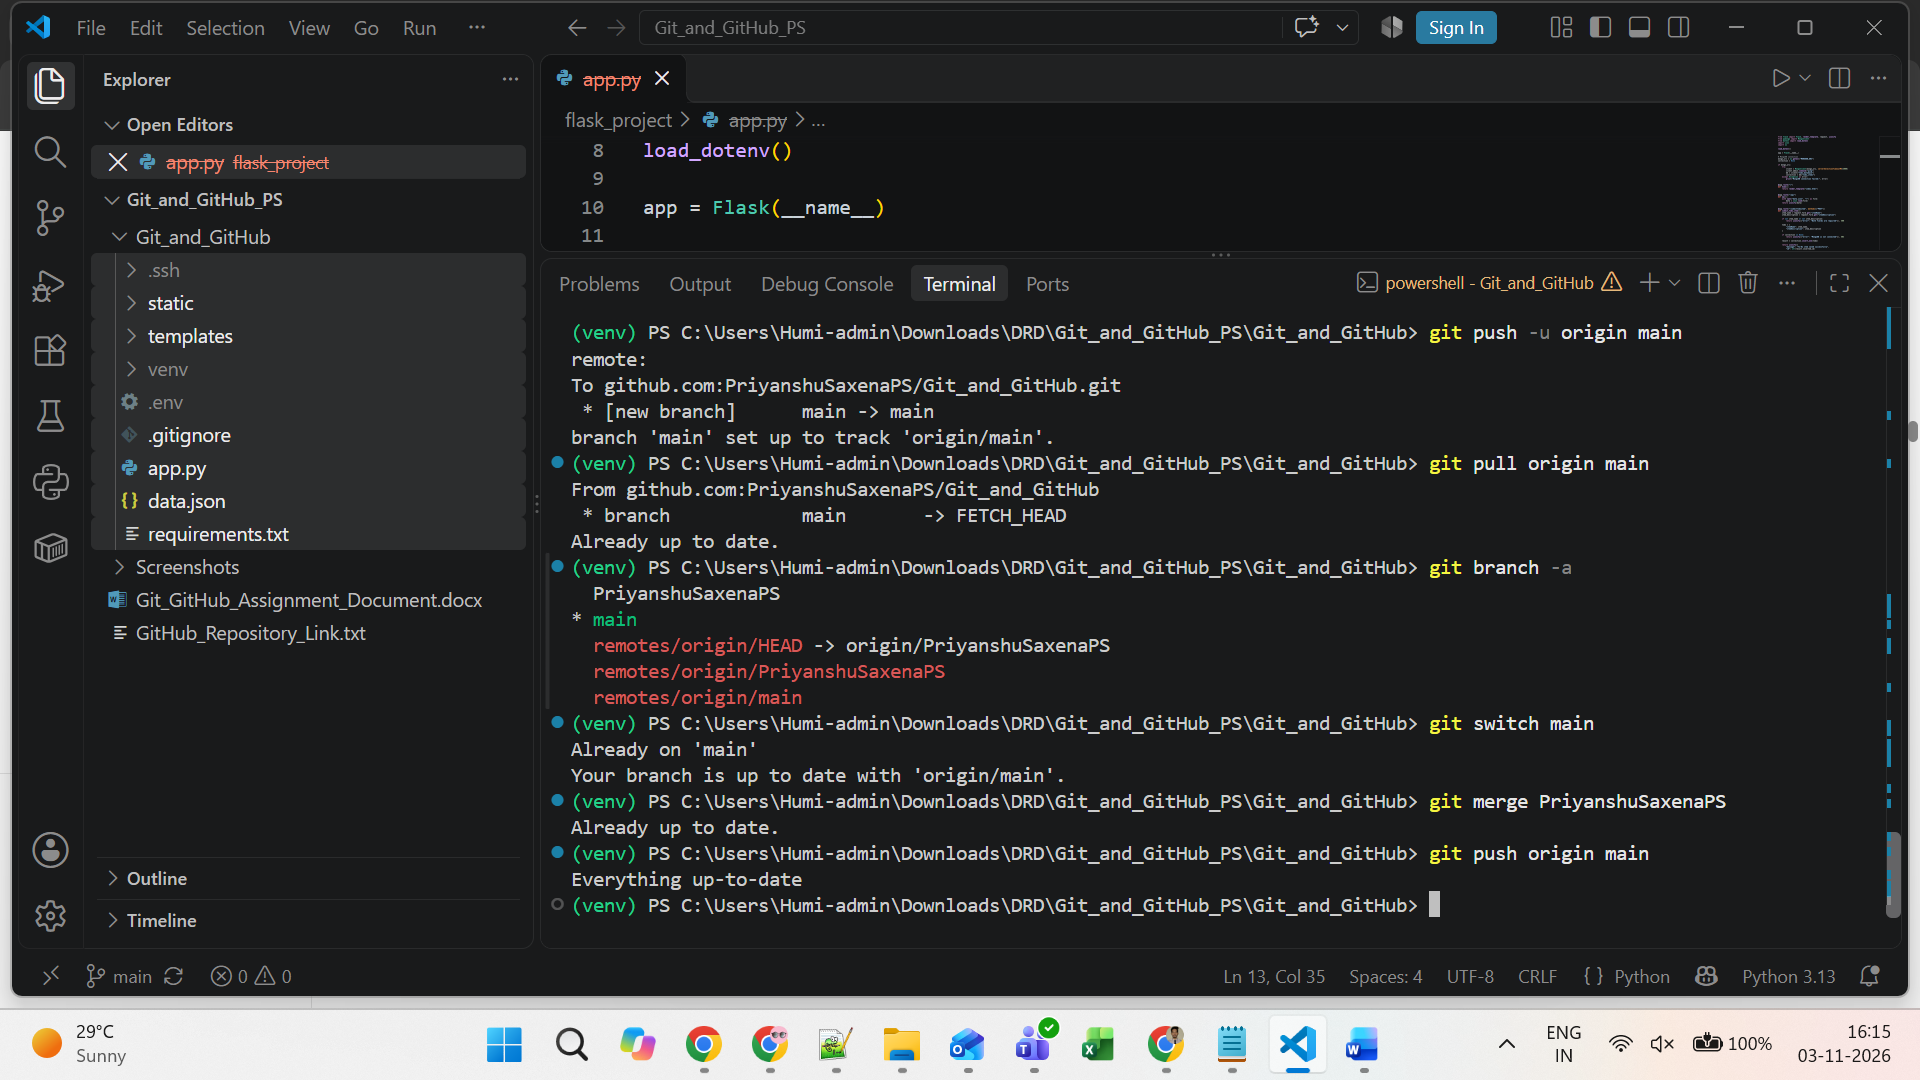 File Edit Selection View Go Run ...
Git_and_GitHub_PS
Sign In
Explorer
Open Editors
app.py flask_project
Git_and_GitHub_PS
Git_and_GitHub
.ssh
static
templates
venv
.env
.gitignore
app.py
data.json
requirements.txt
Screenshots
Git_GitHub_Assignment_Document.docx
GitHub_Repository_Link.txt
Outline
Timeline
app.py
flask_project > app.py > ...
8 load_dotenv()
9
10 app = Flask(__name__)
11
Problems Output Debug Console Terminal Ports
powershell - Git_and_GitHub
(venv) PS C:\Users\Humi-admin\Downloads\DRD\Git_and_GitHub_PS\Git_and_GitHub> git push -u origin main
remote:
To github.com:PriyanshuSaxenaPS/Git_and_GitHub.git
* [new branch] main -> main
branch 'main' set up to track 'origin/main'.
(venv) PS C:\Users\Humi-admin\Downloads\DRD\Git_and_GitHub_PS\Git_and_GitHub> git pull origin main
From github.com:PriyanshuSaxenaPS/Git_and_GitHub
* branch main -> FETCH_HEAD
Already up to date.
(venv) PS C:\Users\Humi-admin\Downloads\DRD\Git_and_GitHub_PS\Git_and_GitHub> git branch -a
PriyanshuSaxenaPS
* main
remotes/origin/HEAD -> origin/PriyanshuSaxenaPS
remotes/origin/PriyanshuSaxenaPS
remotes/origin/main
(venv) PS C:\Users\Humi-admin\Downloads\DRD\Git_and_GitHub_PS\Git_and_GitHub> git switch main
Already on 'main'
Your branch is up to date with 'origin/main'.
(venv) PS C:\Users\Humi-admin\Downloads\DRD\Git_and_GitHub_PS\Git_and_GitHub> git merge PriyanshuSaxenaPS
Already up to date.
(venv) PS C:\Users\Humi-admin\Downloads\DRD\Git_and_GitHub_PS\Git_and_GitHub> git push origin main
Everything up-to-date
(venv) PS C:\Users\Humi-admin\Downloads\DRD\Git_and_GitHub_PS\Git_and_GitHub>
main 0 0
Ln 13, Col 35 Spaces: 4 UTF-8 CRLF {} Python Python 3.13
29°C
Sunny
ENG
IN
100%
16:15
03-11-2026